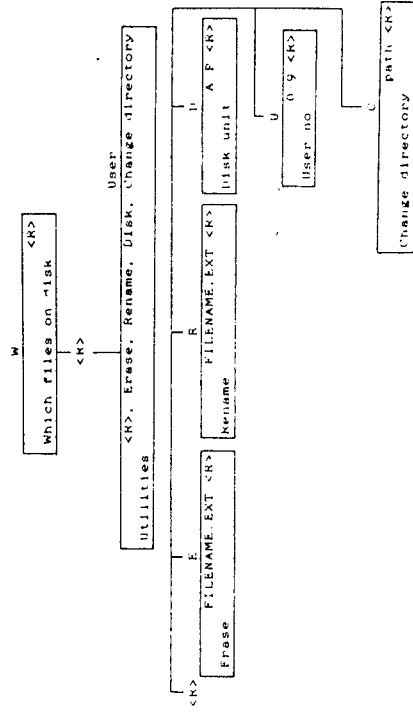 W
Which files on disk <R>
<R>
User
<R>, Erase, Rename, Disk, Change directory
Utilities
<R>
E
FILENAME.EXT <R>
Erase
R
FILENAME.EXT <R>
Rename
D
A-P <R>
Disk unit
U
0-9 <R>
User no
C
path <R>
Change directory